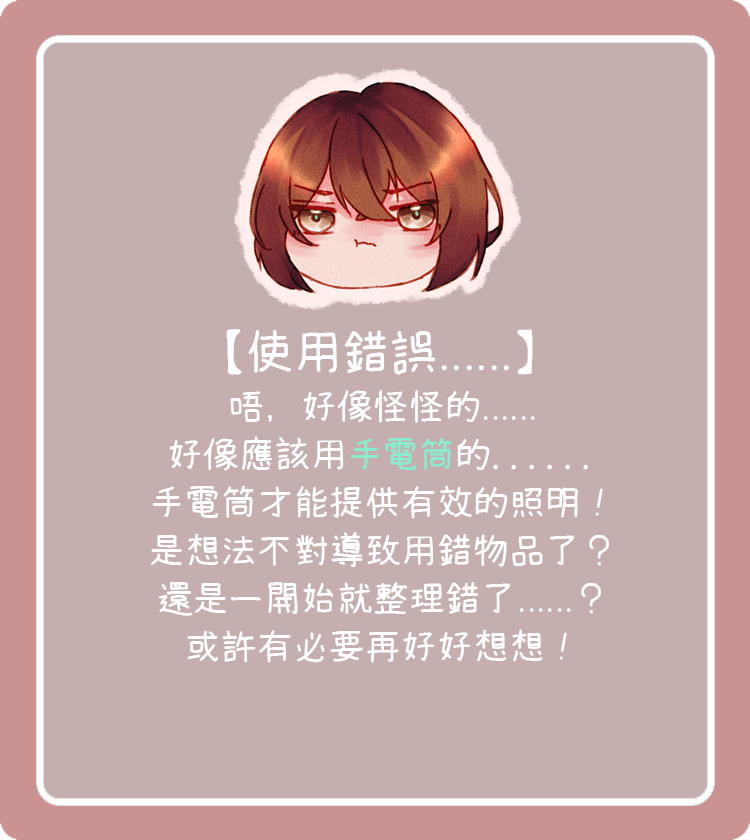 【使用錯誤......】
唔，好像怪怪的......
好像應該用手電筒的......
手電筒才能提供有效的照明！
是想法不對導致用錯物品了？
還是一開始就整理錯了......？
或許有必要再好好想想！